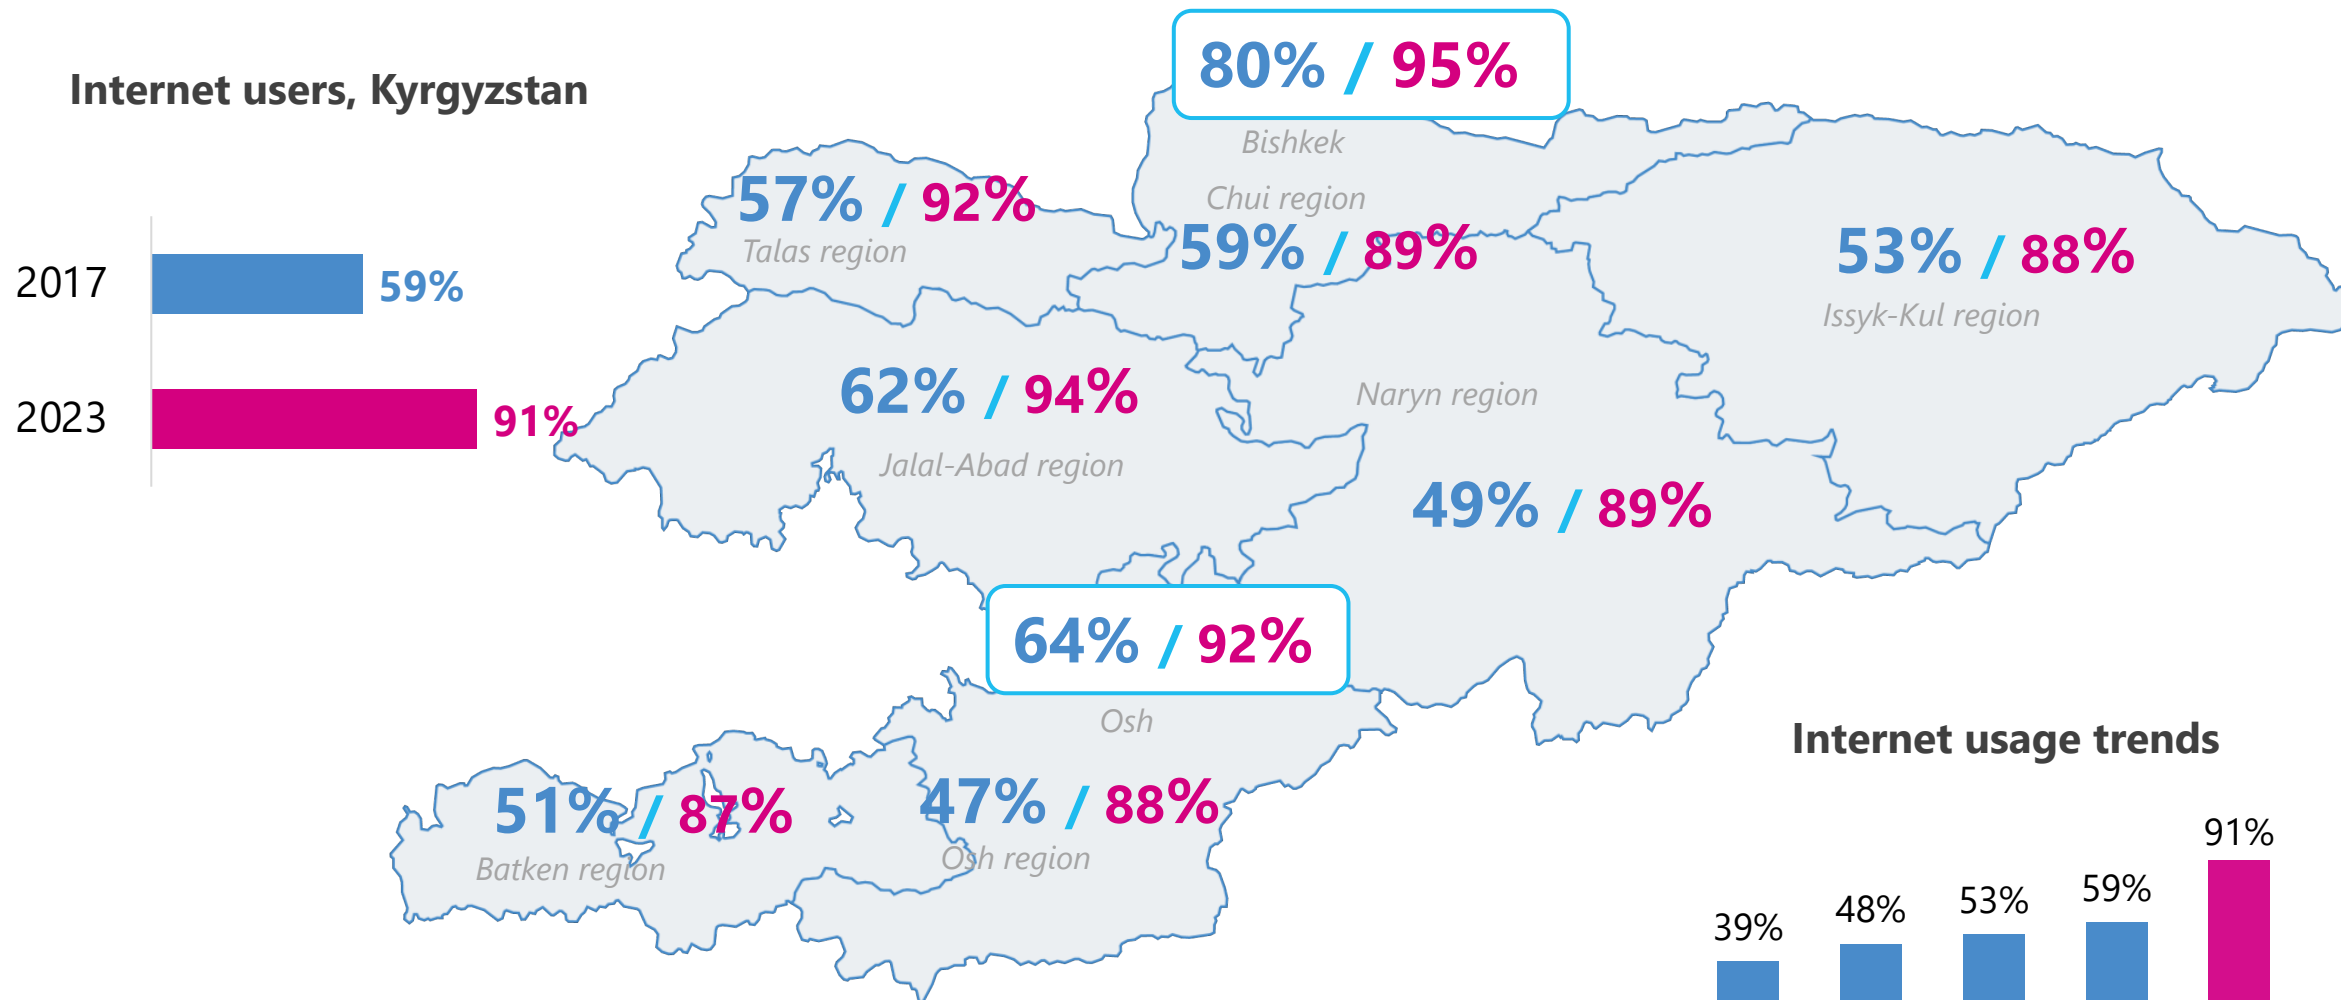 Internet users, Kyrgyzstan
2017
59%
2023
91%
80% / 95%
Bishkek
Chui region
59% / 89%
57% / 92%
Talas region
53% / 88%
Issyk-Kul region
62% / 94%
Jalal-Abad region
Naryn region
49% / 89%
64% / 92%
Osh
47% / 88%
Osh region
51% / 87%
Batken region
Internet usage trends
39%
48%
53%
59%
91%